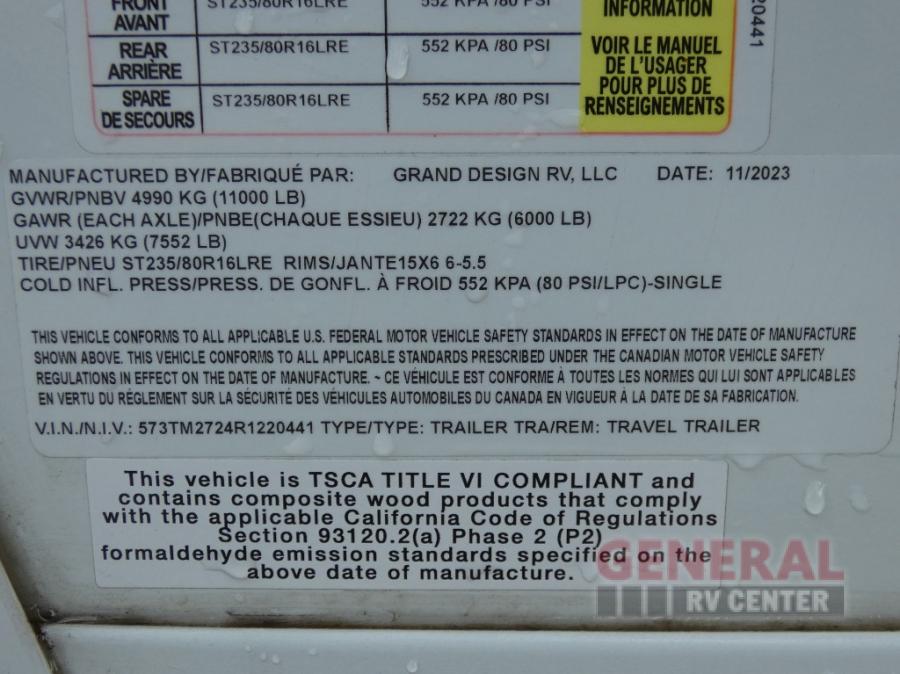 FRONT ST235/80R16LRE 552 KPA /80 PSI INFORMATION
AVANT
REAR ST235/80R16LRE 552 KPA /80 PSI VOIR LE MANUEL
ARRIÈRE DE L'USAGER
POUR PLUS DE
SPARE ST235/80R16LRE 552 KPA /80 PSI RENSEIGNEMENTS
DE SECOURS
20441
MANUFACTURED BY/FABRIQUÉ PAR: GRAND DESIGN RV, LLC DATE: 11/2023
GVWR/PNBV 4990 KG (11000 LB)
GAWR (EACH AXLE)/PNBE(CHAQUE ESSIEU) 2722 KG (6000 LB)
UVW 3426 KG (7552 LB)
TIRE/PNEU ST235/80R16LRE RIMS/JANTE15X6 6-5.5
COLD INFL. PRESS/PRESS. DE GONFL. À FROID 552 KPA (80 PSI/LPC)-SINGLE
THIS VEHICLE CONFORMS TO ALL APPLICABLE U.S. FEDERAL MOTOR VEHICLE SAFETY STANDARDS IN EFFECT ON THE DATE OF MANUFACTURE
SHOWN ABOVE. THIS VEHICLE CONFORMS TO ALL APPLICABLE STANDARDS PRESCRIBED UNDER THE CANADIAN MOTOR VEHICLE SAFETY
REGULATIONS IN EFFECT ON THE DATE OF MANUFACTURE. ~ CE VÉHICULE EST CONFORME À TOUTES LES NORMES QUI LUI SONT APPLICABLES
EN VERTU DU RÉGLEMENT SUR LA SÉCURITÉ DES VÉHICULES AUTOMOBILES DU CANADA EN VIGUEUR À LA DATE DE SA FABRICATION.
V.I.N./N.I.V.: 573TM2724R1220441 TYPE/TYPE: TRAILER TRA/REM: TRAVEL TRAILER
This vehicle is TSCA TITLE VI COMPLIANT and
contains composite wood products that comply
with the applicable California Code of Regulations
Section 93120.2(a) Phase 2 (P2)
formaldehyde emission standards specified on the
above date of manufacture.
GENERAL
RV CENTER